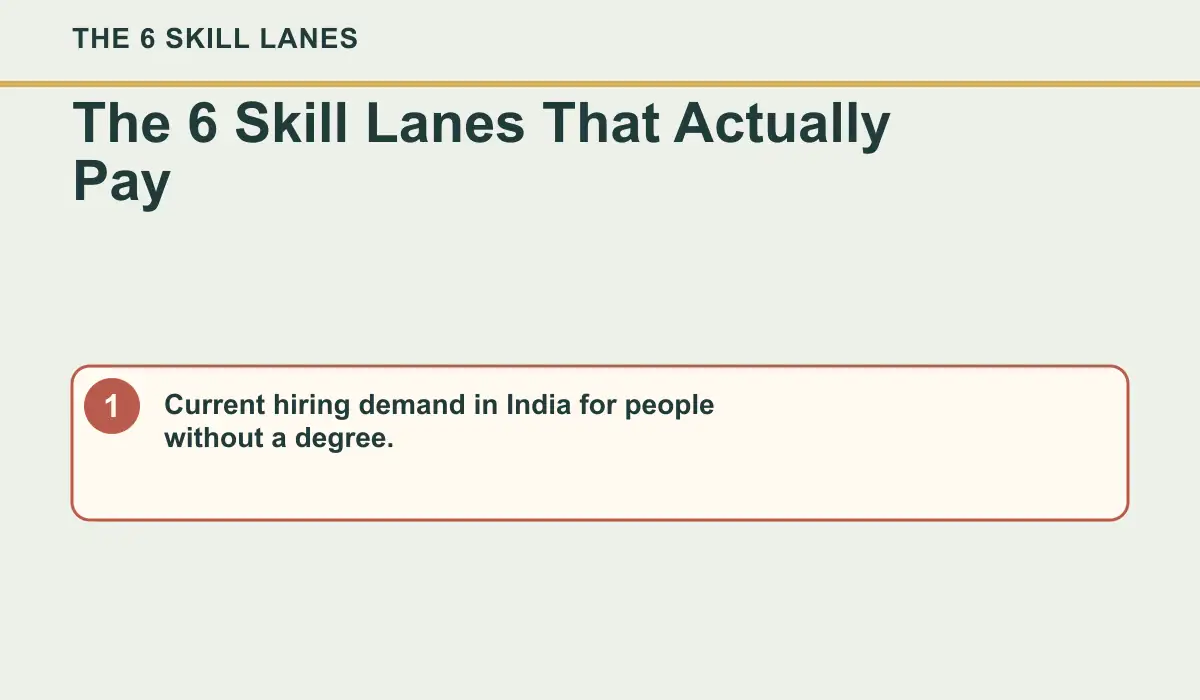 THE 6 SKILL LANES
The 6 Skill Lanes That Actually
Pay
1
Current hiring demand in India for people
without a degree.